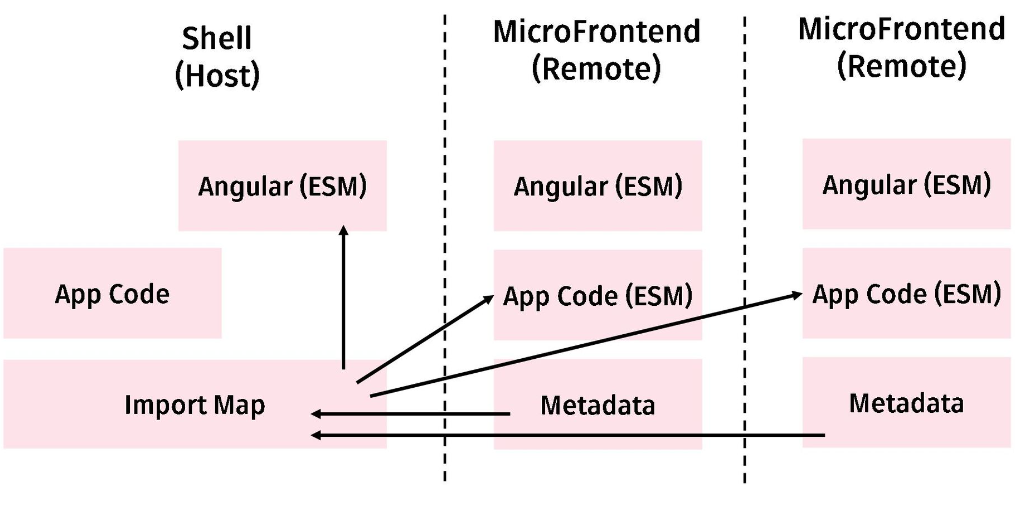 Shell
(Host)
MicroFrontend
(Remote)
MicroFrontend
(Remote)
Angular (ESM)
Angular (ESM)
Angular (ESM)
App Code
App Code (ESM)
App Code (ESM)
Import Map
Metadata
Metadata